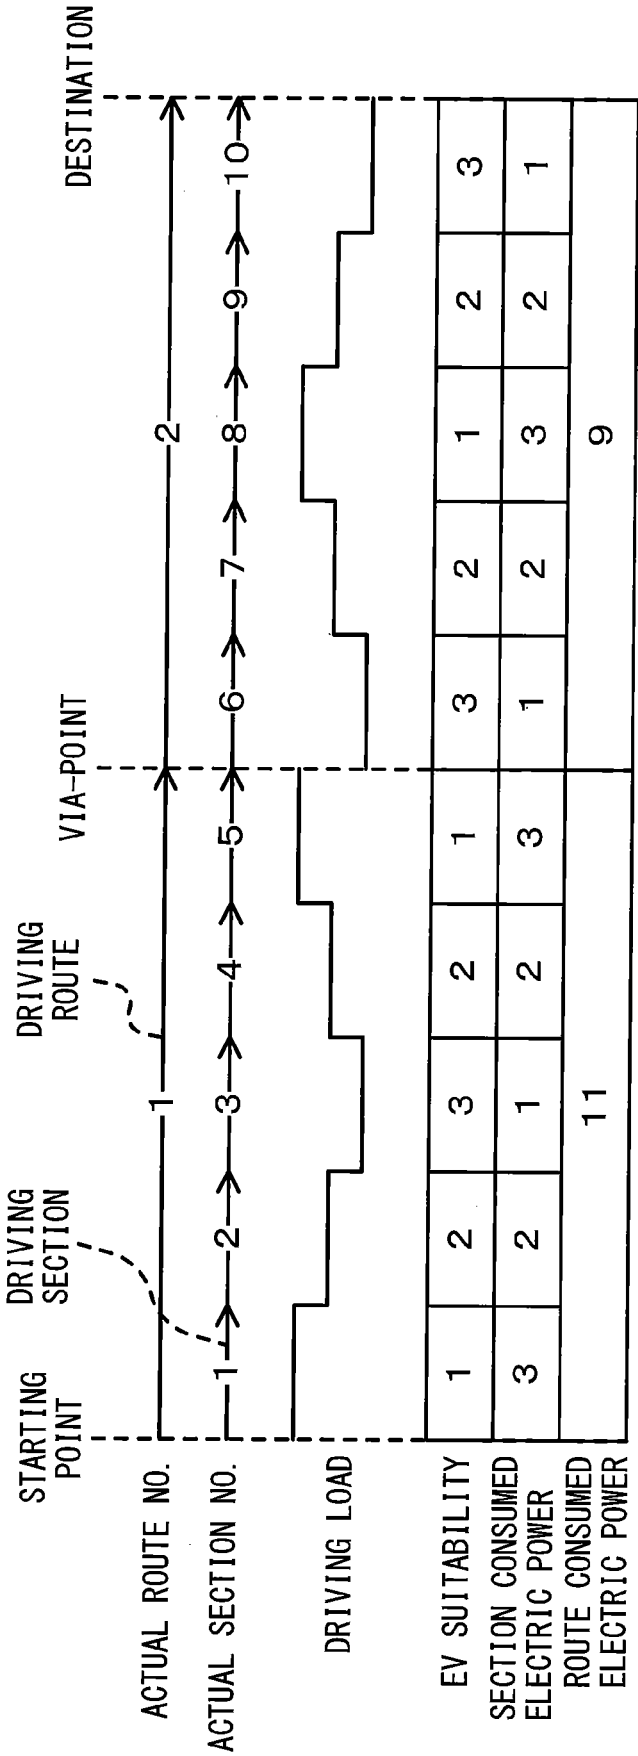 STARTING
POINT
DRIVING
SECTION
DRIVING
ROUTE
VIA-POINT
DESTINATION
ACTUAL ROUTE NO.
1 2
ACTUAL SECTION NO.
1 2 3 4 5 6 7 8 9 10
DRIVING LOAD
EV SUITABILITY
1 2 3 2 1 3 2 1 2 3
SECTION CONSUMED
ELECTRIC POWER
3 2 1 2 3 1 2 3 2 1
ROUTE CONSUMED
ELECTRIC POWER
11 9